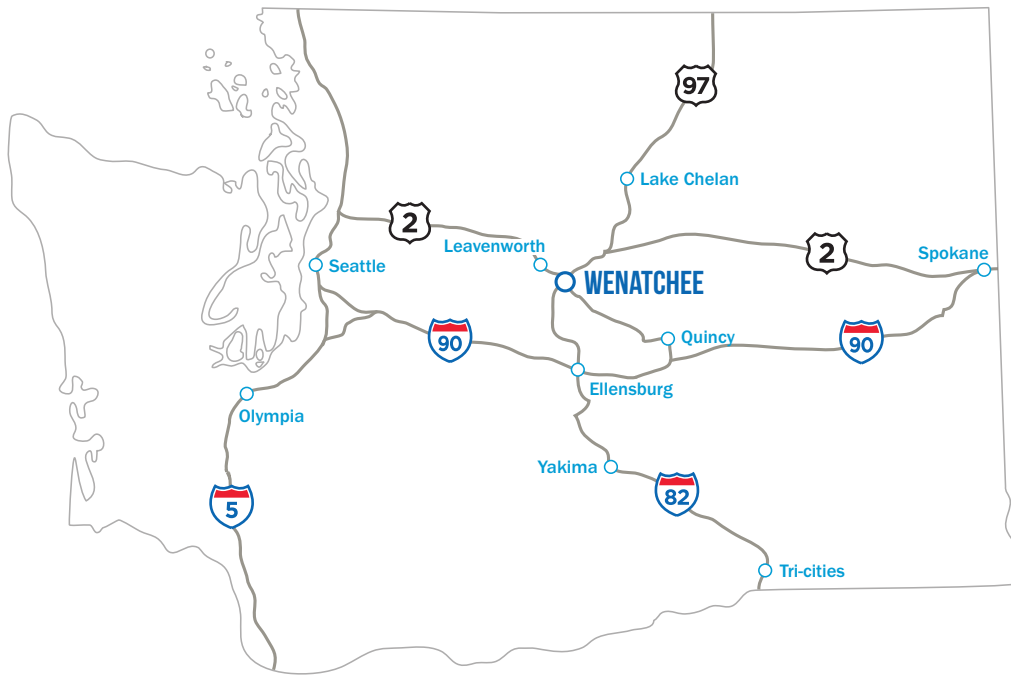 97
Lake Chelan
2
Leavenworth
2
Spokane
Seattle
WENATCHEE
90
Quincy
90
Ellensburg
Olympia
Yakima
82
5
Tri-cities